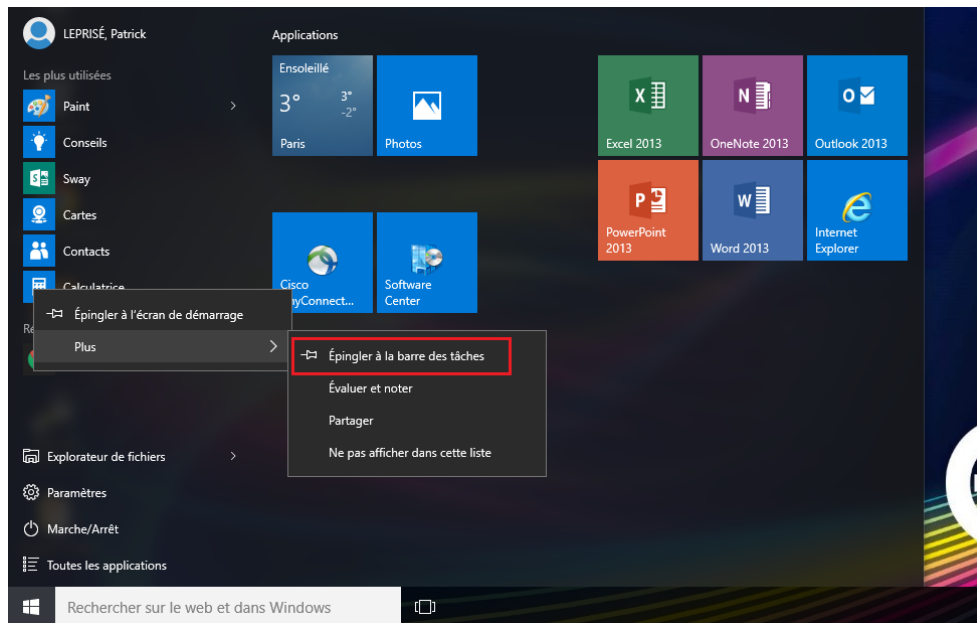 LEPRISÉ, Patrick
Les plus utilisées
Paint
Conseils
Sway
Cartes
Contacts
Calculatrice
Épingler à l'écran de démarrage
Plus
Épingler à la barre des tâches
Évaluer et noter
Partager
Ne pas afficher dans cette liste
Explorateur de fichiers
Paramètres
Marche/Arrêt
Toutes les applications
Rechercher sur le web et dans Windows
Applications
Ensoleillé
3° 3°
-2°
Paris
Photos
Cisco
yConnect...
Software
Center
Excel 2013
OneNote 2013
Outlook 2013
PowerPoint
2013
Word 2013
Internet
Explorer